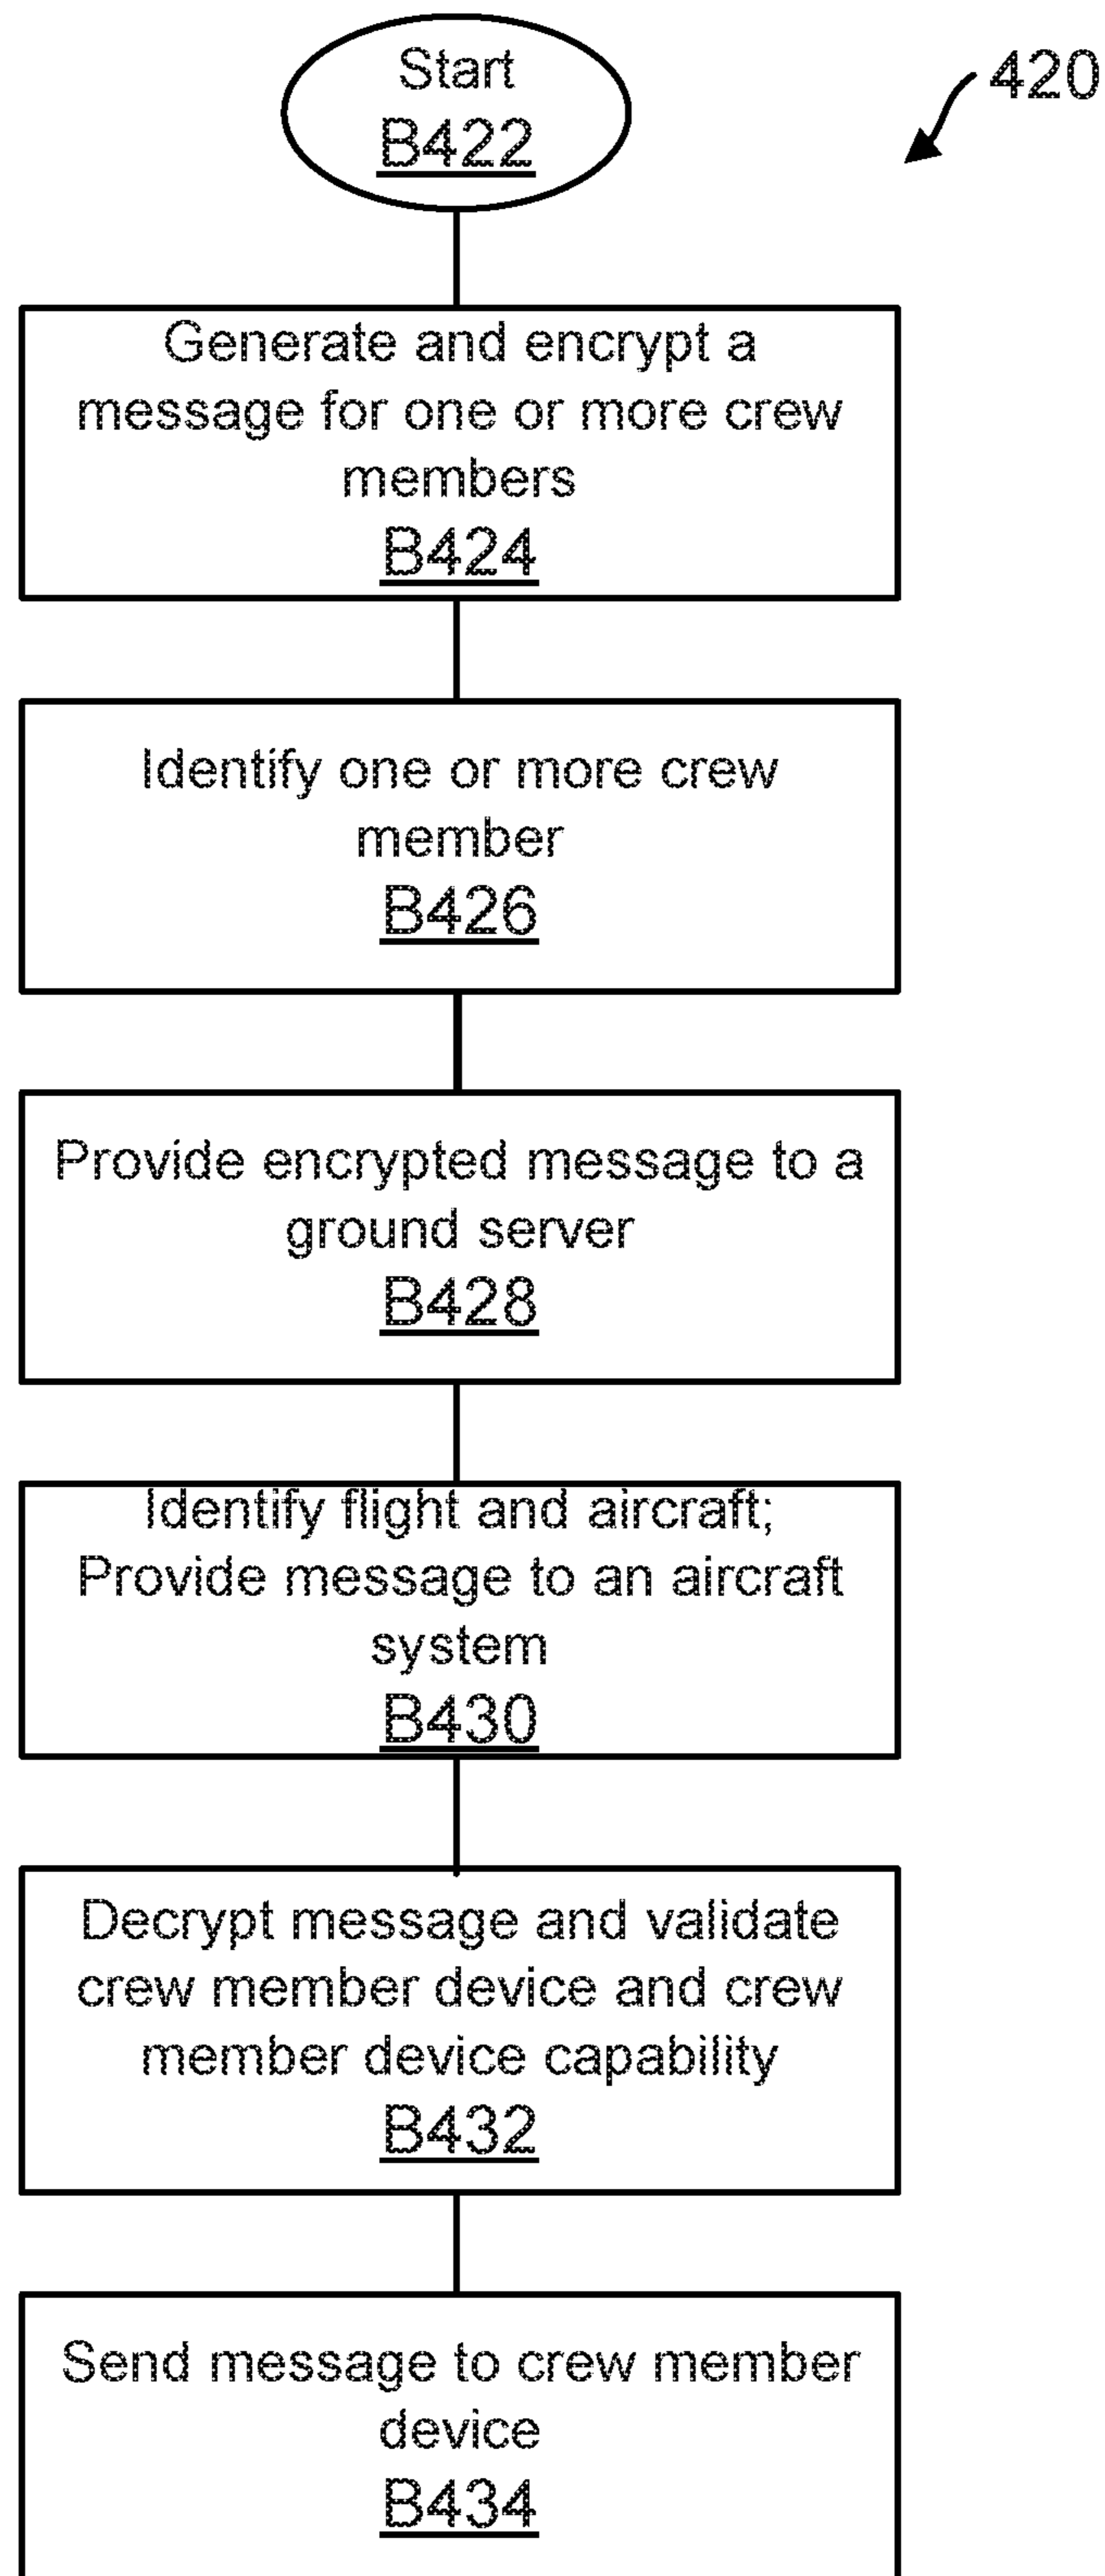 Start
B422
420
Generate and encrypt a
message for one or more crew
members
B424
Identify one or more crew
member
B426
Provide encrypted message to a
ground server
B428
Identify flight and aircraft;
Provide message to an aircraft
system
B430
Decrypt message and validate
crew member device and crew
member device capability
B432
Send message to crew member
device
B434